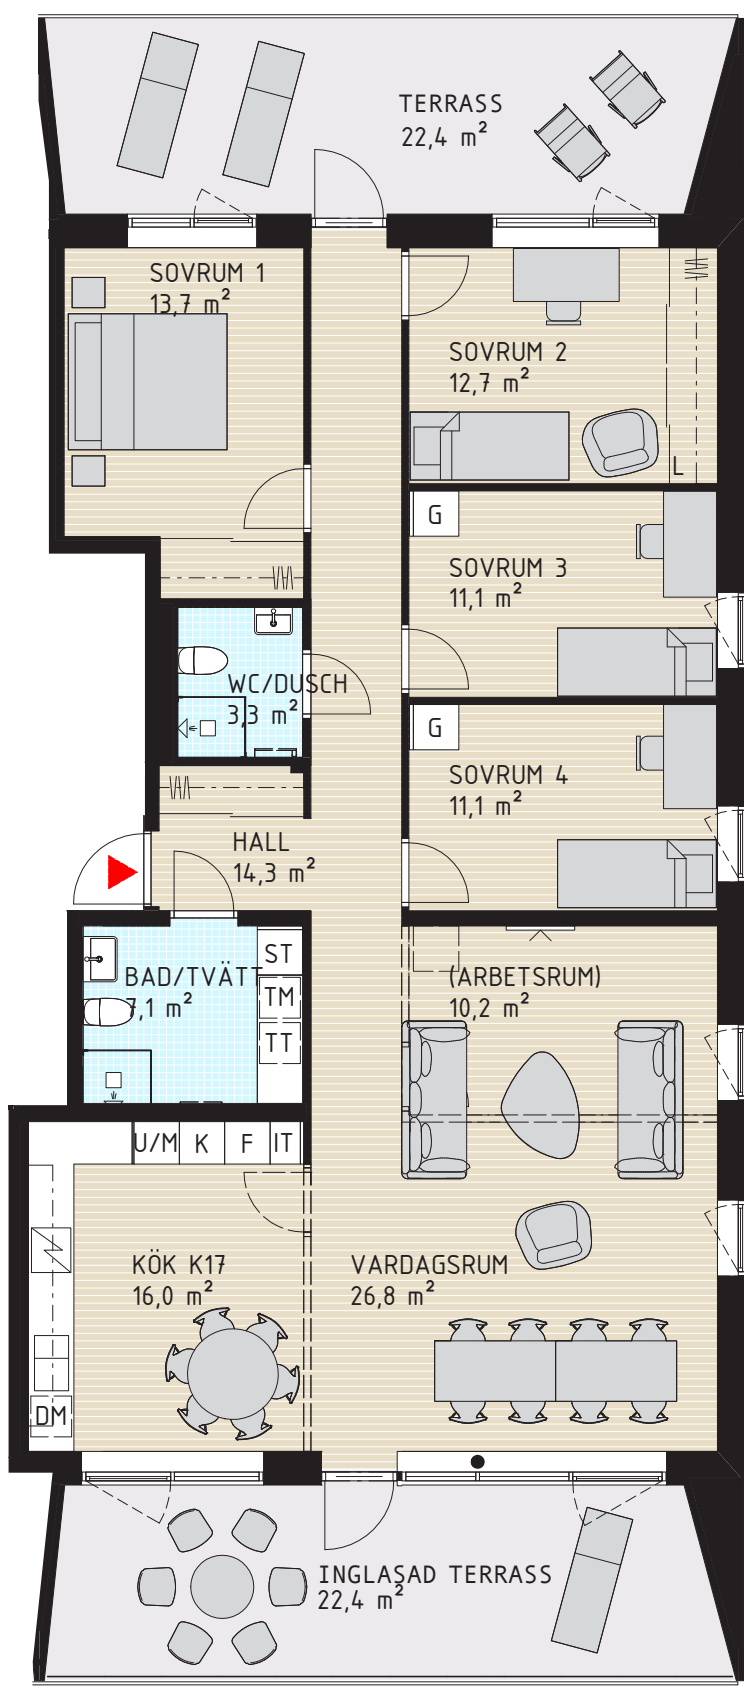 TERRASS
22,4 m²
SOVRUM 1
13,7 m²
SOVRUM 2
12,7 m²
L
G
SOVRUM 3
11,1 m²
WC/DUSCH
3,3 m²
G
SOVRUM 4
11,1 m²
HALL
14,3 m²
ST
BAD/TVÄTT
7,1 m²
TM
TT
(ARBETSRUM)
10,2 m²
U/M K F IT
KÖK K17
16,0 m²
VARDAGSRUM
26,8 m²
DM
INGLASAD TERRASS
22,4 m²